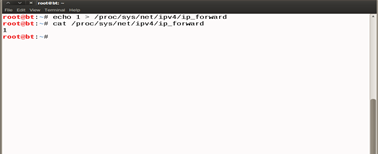 root@bt: ~
File Edit View Terminal Help
root@bt:~# echo 1 > /proc/sys/net/ipv4/ip_forward
root@bt:~# cat /proc/sys/net/ipv4/ip_forward
1
root@bt:~#